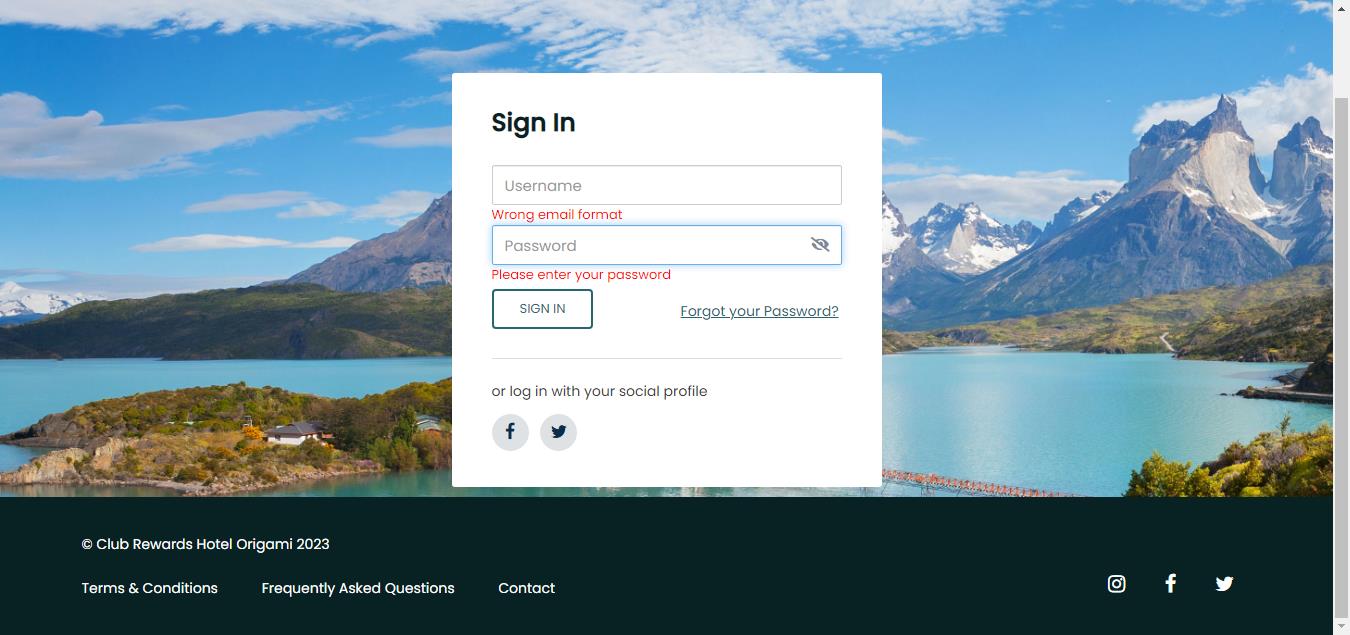 Sign In
Username
Wrong email format
Password
Please enter your password
SIGN IN
Forgot your Password?
or log in with your social profile
© Club Rewards Hotel Origami 2023
Terms & Conditions
Frequently Asked Questions
Contact